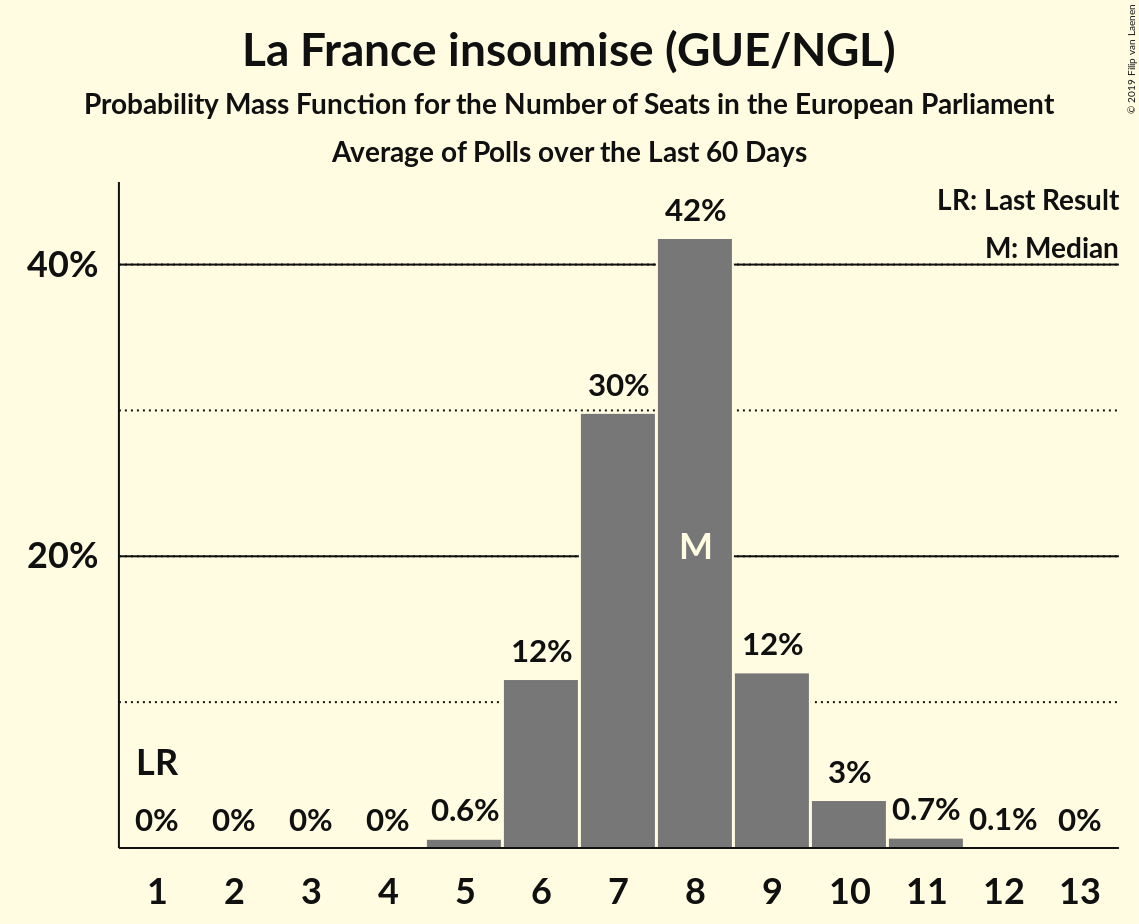 La France insoumise (GUE/NGL)
Probability Mass Function for the Number of Seats in the European Parliament
Average of Polls over the Last 60 Days
© 2019 Filip van Laenen
LR: Last Result
M: Median
40%
20%
42%
30%
M
12%
12%
LR
3%
0% 0% 0% 0% 0.6% 0.7% 0.1% 0%
1 2 3 4 5 6 7 8 9 10 11 12 13